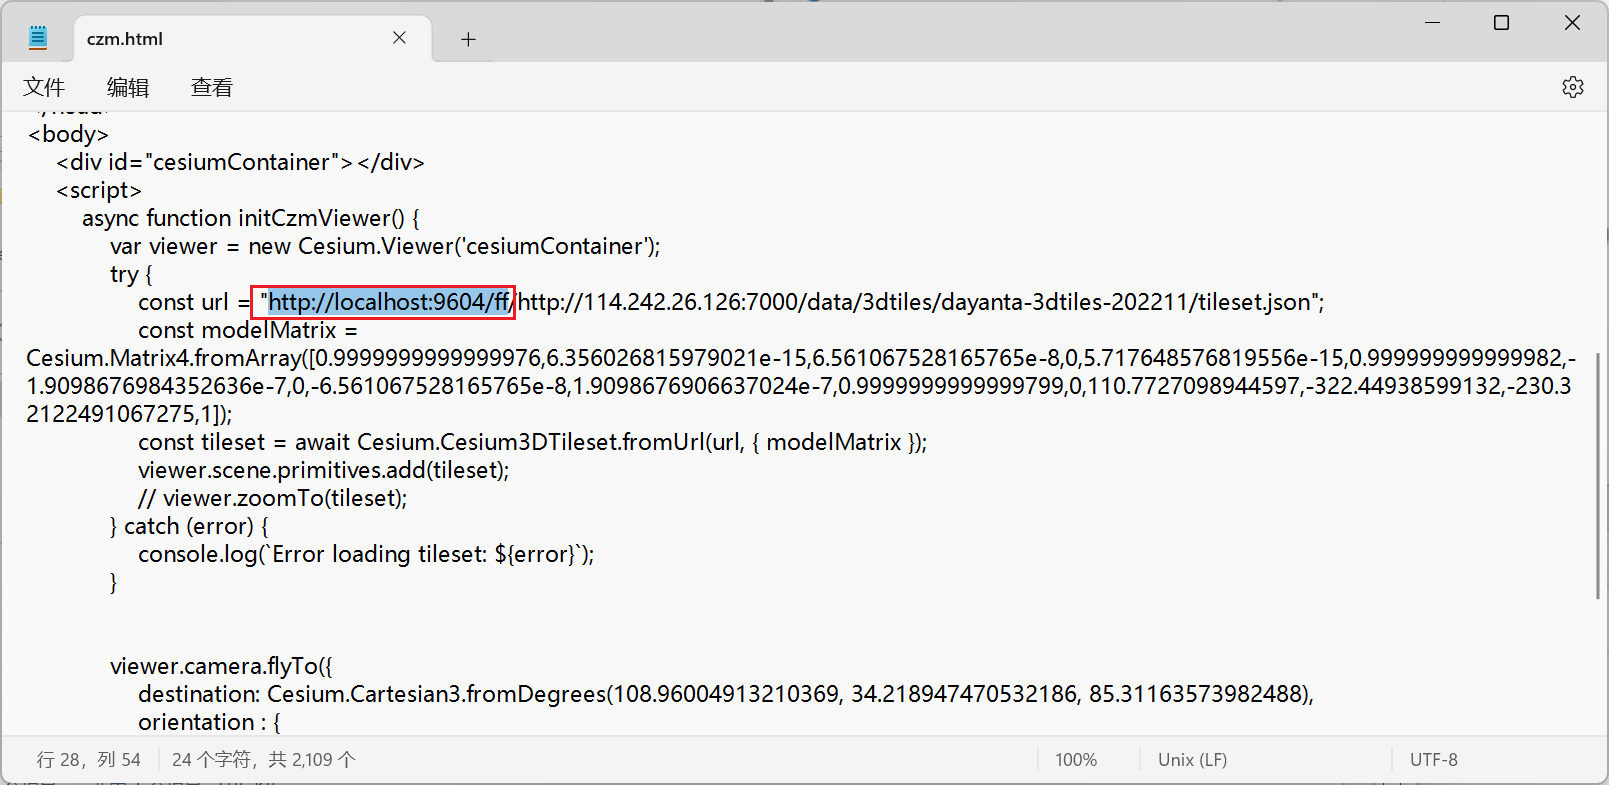 czm.html
文件 编辑 查看
<body>
<div id="cesiumContainer"></div>
<script>
async function initCzmViewer() {
var viewer = new Cesium.Viewer('cesiumContainer');
try {
const url = "http://localhost:9604/ff/http://114.242.26.126:7000/data/3dtiles/dayanta-3dtiles-202211/tileset.json";
const modelMatrix =
Cesium.Matrix4.fromArray([0.9999999999999976,6.356026815979021e-15,6.561067528165765e-8,0,5.717648576819556e-15,0.999999999999982,-
1.9098676984352636e-7,0,-6.561067528165765e-8,1.9098676906637024e-7,0.9999999999999799,0,110.7727098944597,-322.44938599132,-230.3
21 22491067275,1]);
const tileset = await Cesium.Cesium3DTileset.fromUrl(url, { modelMatrix });
viewer.scene.primitives.add(tileset);
// viewer.zoomTo(tileset);
} catch (error) {
console.log(`Error loading tileset: ${error}`);
}
viewer.camera.flyTo({
destination: Cesium.Cartesian3.fromDegrees(108.96004913210369, 34.218947470532186, 85.31163573982488),
orientation : {
行 28，列 54 24 个字符，共 2,109 个 100% Unix (LF) UTF-8